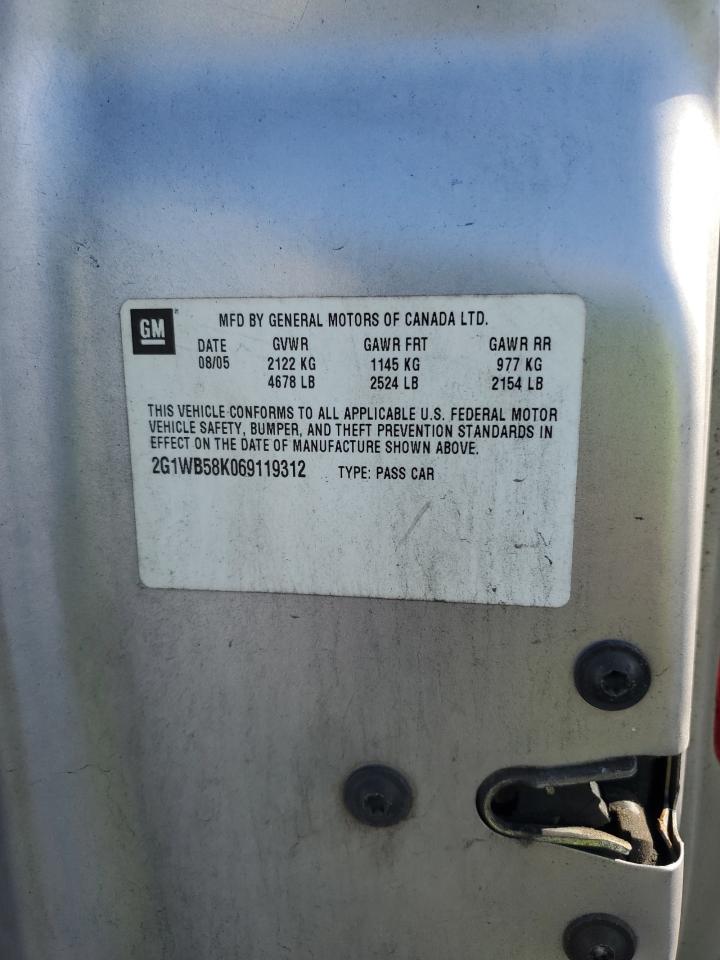 GM
MFD BY GENERAL MOTORS OF CANADA LTD.
DATE GVWR GAWR FRT GAWR RR
08/05 2122 KG 1145 KG 977 KG
4678 LB 2524 LB 2154 LB
THIS VEHICLE CONFORMS TO ALL APPLICABLE U.S. FEDERAL MOTOR
VEHICLE SAFETY, BUMPER, AND THEFT PREVENTION STANDARDS IN
EFFECT ON THE DATE OF MANUFACTURE SHOWN ABOVE.
2G1WB58K069119312 TYPE: PASS CAR